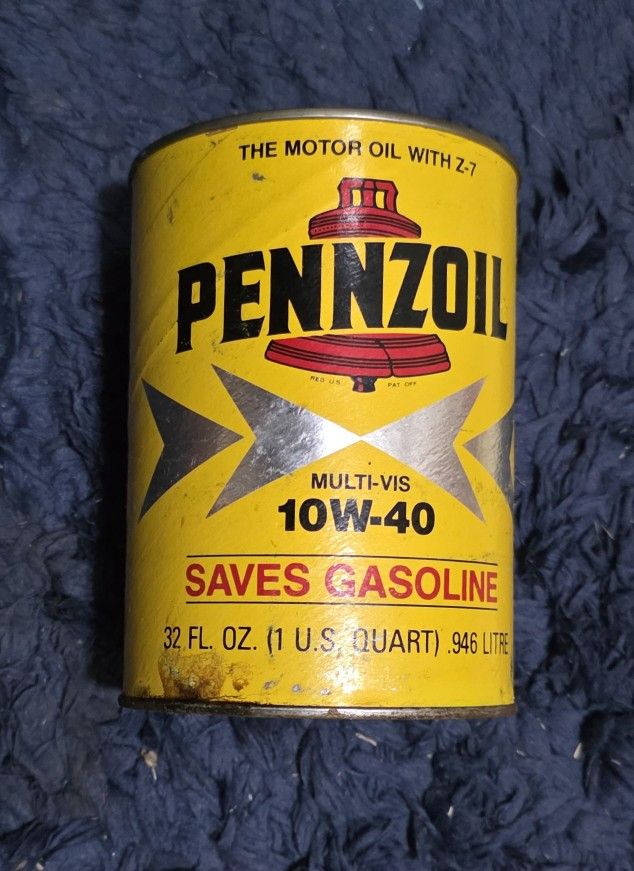 THE MOTOR OIL WITH Z-7
PENNZOIL
REG U.S. PAT OFF
MULTI-VIS
10W-40
SAVES GASOLINE
32 FL. OZ. (1 U.S. QUART) .946 LITRE